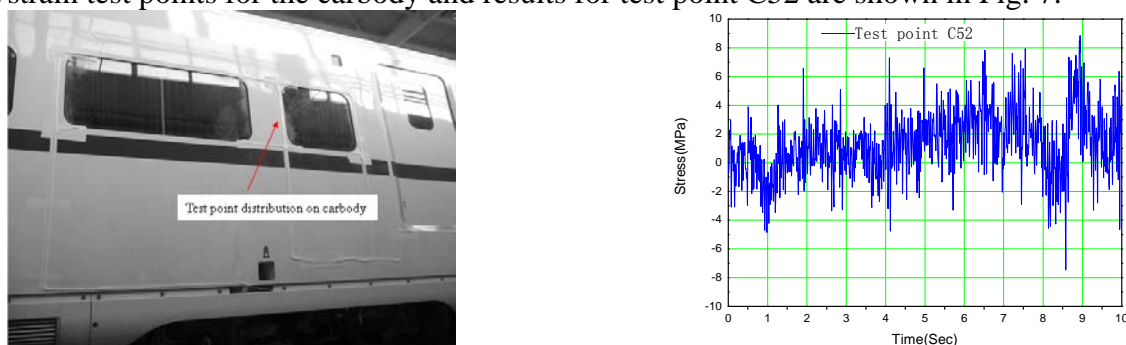 strain test points for the carbody and results for test point C52 are shown in Fig. 7.
Test point distribution on carbody
Test point C52
Stress(MPa)
10
8
6
4
2
0
-2
-4
-6
-8
-10
0 1 2 3 4 5 6 7 8 9 10
Time(Sec)